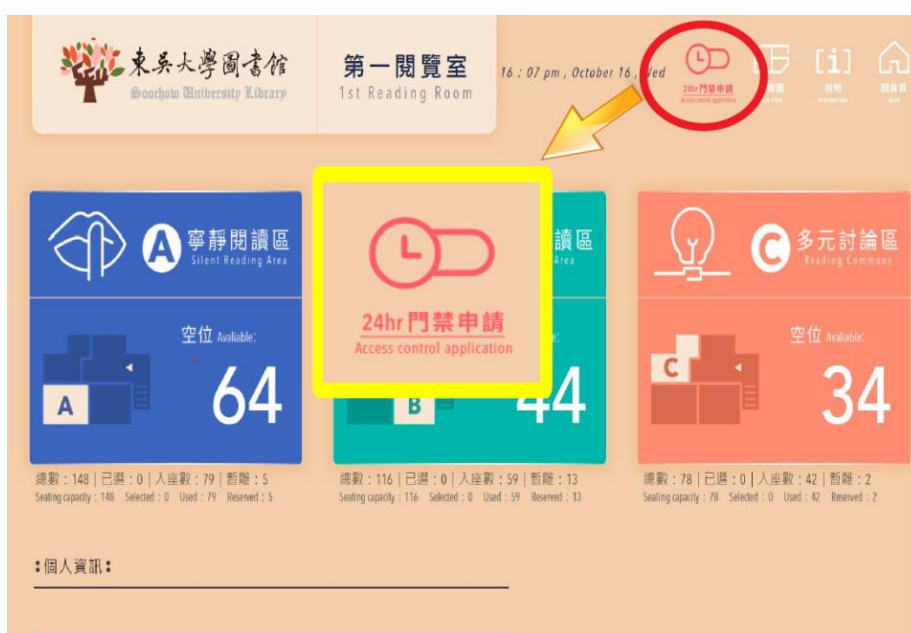 東吳大學圖書館
Soochow University Library
第一閱覽室
1st Reading Room
16 : 07 pm , October 16 , Wed
24hr門禁申請
Access control application
說明
Information
回首頁
A 寧靜閱讀區
Silent Reading Area
空位 Avaliable:
64
A
總數：148｜已選：0｜入座數：79｜暫離：5
Seating capacity：148 Selected：0 Used：79 Reserved：5
24hr 門禁申請
Access control application
讀區
Area
44
B
總數：116｜已選：0｜入座數：59｜暫離：13
Seating capacity：116 Selected：0 Used：59 Reserved：13
C 多元討論區
Reading Commons
空位 Avaliable:
34
C
總數：78｜已選：0｜入座數：42｜暫離：2
Seating capacity：78 Selected：0 Used：42 Reserved：2
:個人資訊: